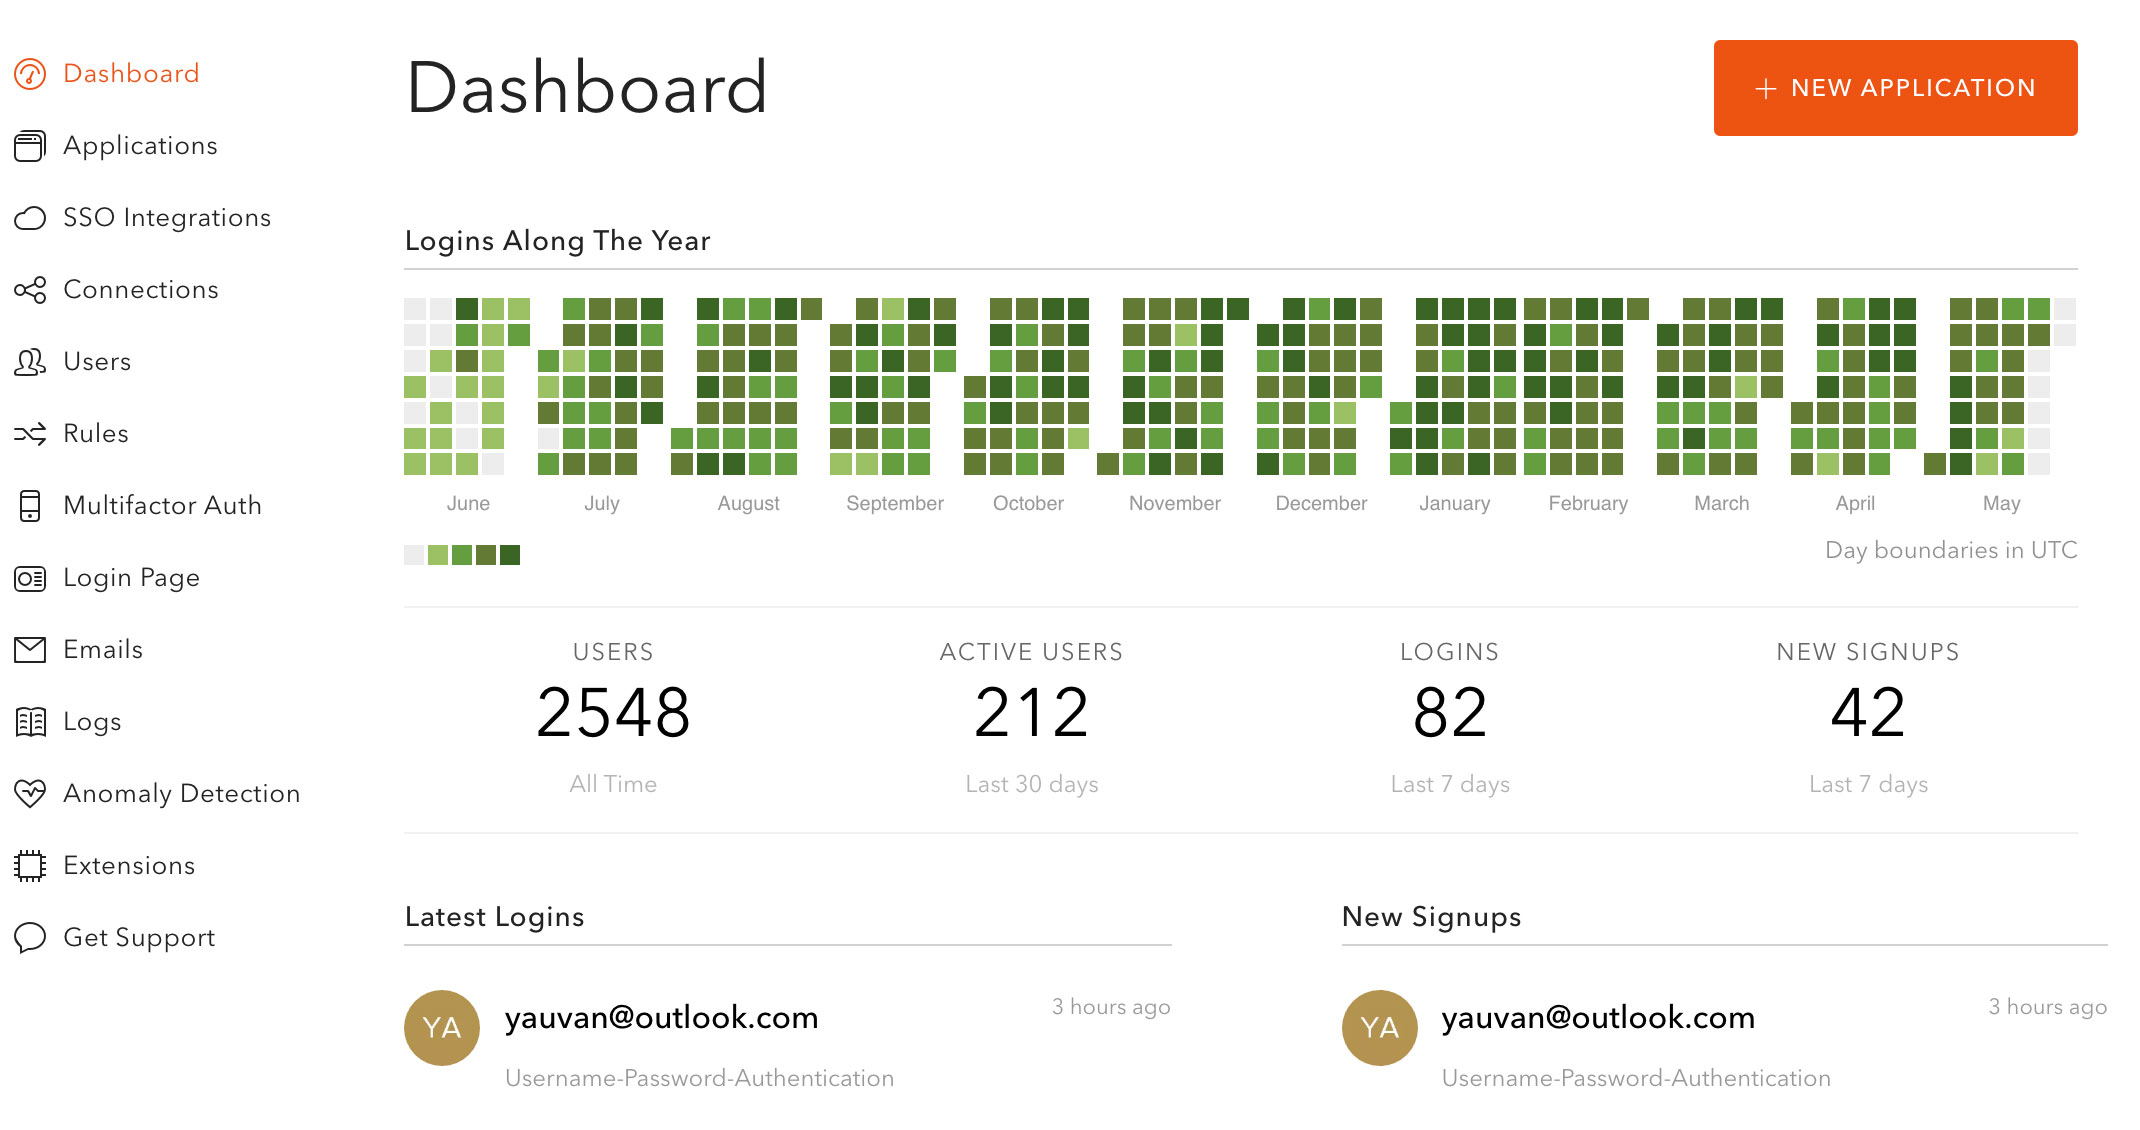 Dashboard
Applications
SSO Integrations
Connections
Users
Rules
Multifactor Auth
Login Page
Emails
Logs
Anomaly Detection
Extensions
Get Support
Dashboard
+ NEW APPLICATION
Logins Along The Year
June July August September October November December January February March April May
Day boundaries in UTC
USERS ACTIVE USERS LOGINS NEW SIGNUPS
2548 212 82 42
All Time Last 30 days Last 7 days Last 7 days
Latest Logins
YA yauvan@outlook.com 3 hours ago
Username-Password-Authentication
New Signups
YA yauvan@outlook.com 3 hours ago
Username-Password-Authentication